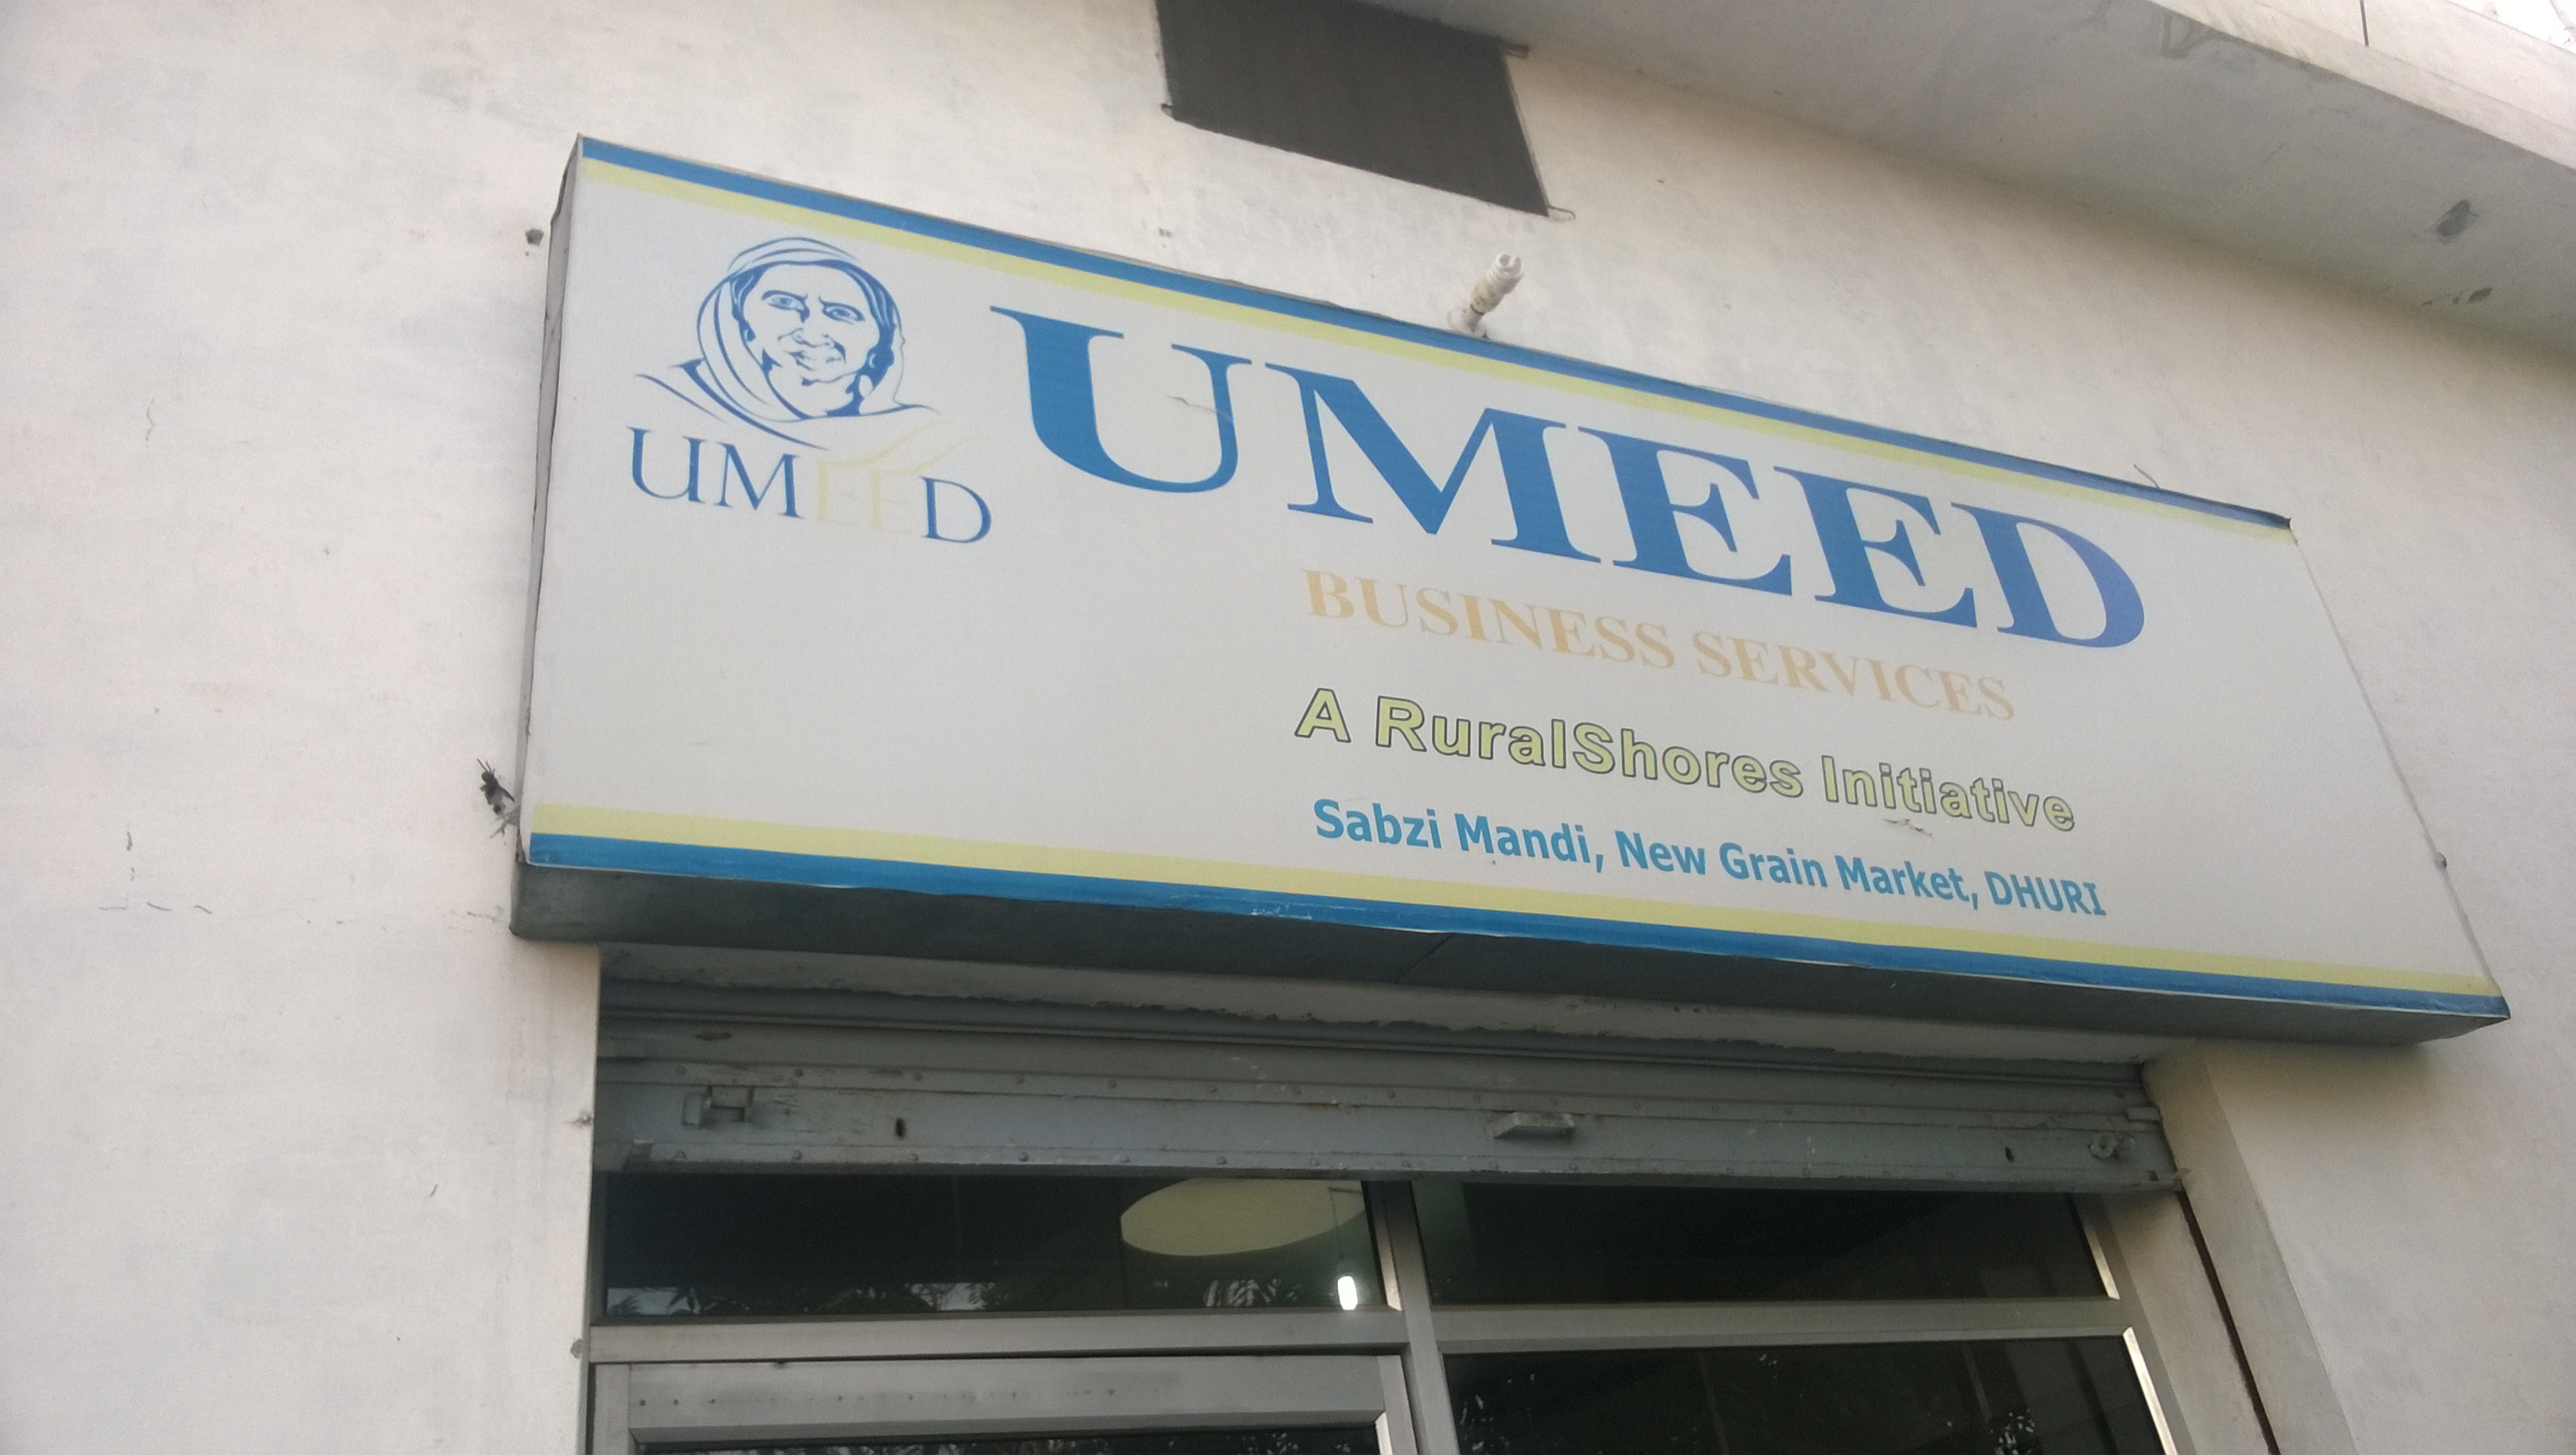 UMEED
UMEED
BUSINESS SERVICES
A RuralShores Initiative
Sabzi Mandi, New Grain Market, DHURI